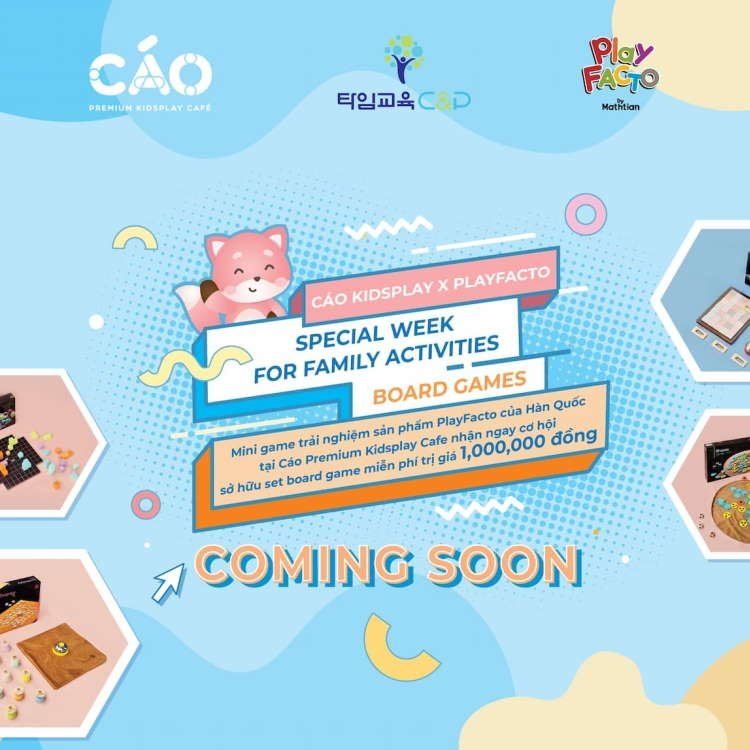 CÁO
PREMIUM KIDSPLAY CAFÉ
타임교육 C&P
Play
FACTO
by
Mathtian
CÁO KIDSPLAY X PLAYFACTO
SPECIAL WEEK
FOR FAMILY ACTIVITIES
BOARD GAMES
Mini game trải nghiệm sản phẩm PlayFacto của Hàn Quốc
tại Cáo Premium Kidsplay Cafe nhận ngay cơ hội
sở hữu set board game miễn phí trị giá 1,000,000 đồng
COMING SOON